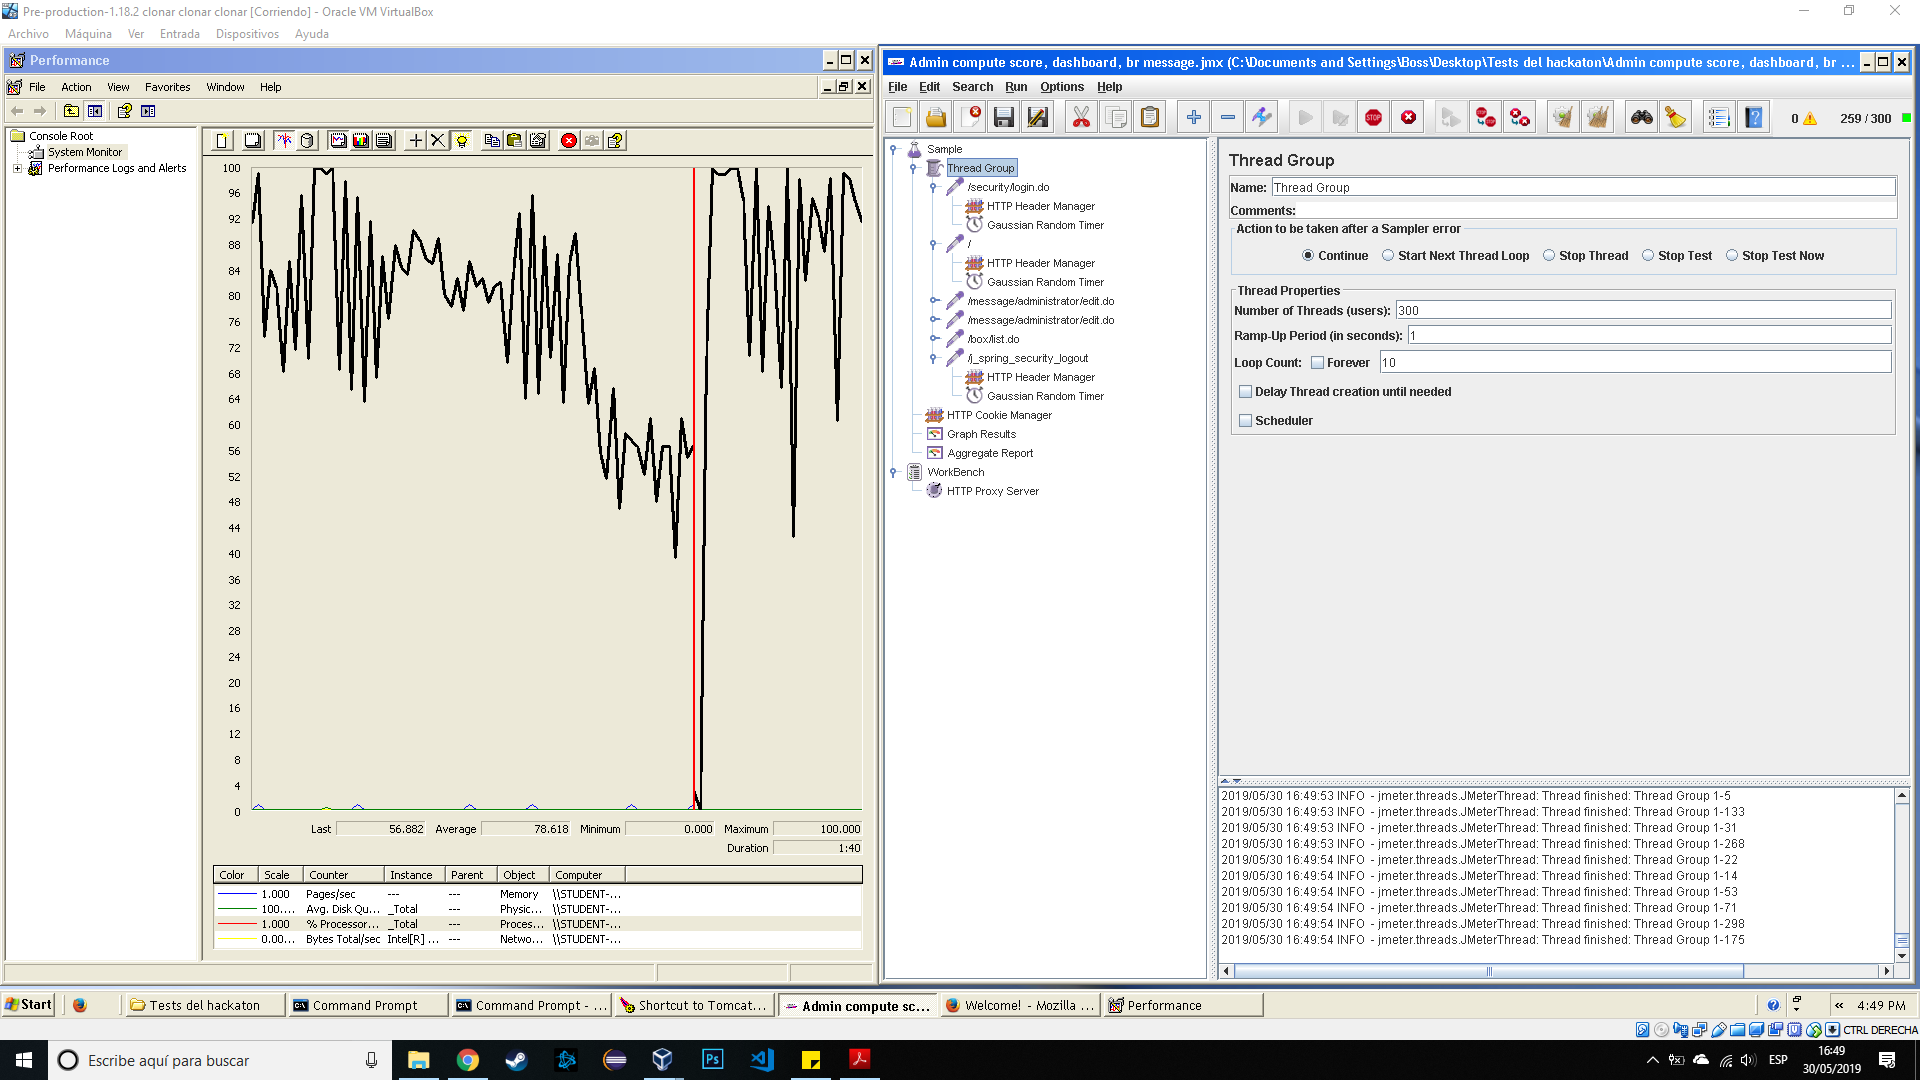 Pre-production-1.18.2 clonar clonar clonar [Corriendo] - Oracle VM VirtualBox
Archivo Máquina Ver Entrada Dispositivos Ayuda
Performance
File Action View Favorites Window Help
Console Root
System Monitor
Performance Logs and Alerts
100
96
92
88
84
80
76
72
68
64
60
56
52
48
44
40
36
32
28
24
20
16
12
8
4
0
Last 56.882 Average 78.618 Minimum 0.000 Maximum 100.000
Duration 1:40
Color Scale Counter Instance Parent Object Computer
1.000 Pages/sec --- --- Memory \\STUDENT-...
100.... Avg. Disk Qu... _Total --- Physic... \\STUDENT-...
1.000 % Processor... _Total --- Proces... \\STUDENT-...
0.00... Bytes Total/sec Intel[R] ... --- Netwo... \\STUDENT-...
Admin compute score, dashboard, br message.jmx (C:\Documents and Settings\Boss\Desktop\Tests del hackaton\Admin compute score, dashboard, br ...
File Edit Search Run Options Help
STOP
0 259 / 300
Sample
Thread Group
/security/login.do
HTTP Header Manager
Gaussian Random Timer
/
HTTP Header Manager
Gaussian Random Timer
/message/administrator/edit.do
/message/administrator/edit.do
/box/list.do
/j_spring_security_logout
HTTP Header Manager
Gaussian Random Timer
HTTP Cookie Manager
Graph Results
Aggregate Report
WorkBench
HTTP Proxy Server
Thread Group
Name: Thread Group
Comments:
Action to be taken after a Sampler error
Continue Start Next Thread Loop Stop Thread Stop Test Stop Test Now
Thread Properties
Number of Threads (users): 300
Ramp-Up Period (in seconds): 1
Loop Count: Forever 10
Delay Thread creation until needed
Scheduler
2019/05/30 16:49:53 INFO - jmeter.threads.JMeterThread: Thread finished: Thread Group 1-5
2019/05/30 16:49:53 INFO - jmeter.threads.JMeterThread: Thread finished: Thread Group 1-133
2019/05/30 16:49:53 INFO - jmeter.threads.JMeterThread: Thread finished: Thread Group 1-31
2019/05/30 16:49:53 INFO - jmeter.threads.JMeterThread: Thread finished: Thread Group 1-268
2019/05/30 16:49:54 INFO - jmeter.threads.JMeterThread: Thread finished: Thread Group 1-22
2019/05/30 16:49:54 INFO - jmeter.threads.JMeterThread: Thread finished: Thread Group 1-14
2019/05/30 16:49:54 INFO - jmeter.threads.JMeterThread: Thread finished: Thread Group 1-53
2019/05/30 16:49:54 INFO - jmeter.threads.JMeterThread: Thread finished: Thread Group 1-71
2019/05/30 16:49:54 INFO - jmeter.threads.JMeterThread: Thread finished: Thread Group 1-298
2019/05/30 16:49:54 INFO - jmeter.threads.JMeterThread: Thread finished: Thread Group 1-175
Start Tests del hackaton Command Prompt Command Prompt - ... Shortcut to Tomcat... Admin compute sc... Welcome! - Mozilla ... Performance « 4:49 PM
CTRL DERECHA
Escribe aquí para buscar Ps ESP 16:49
30/05/2019